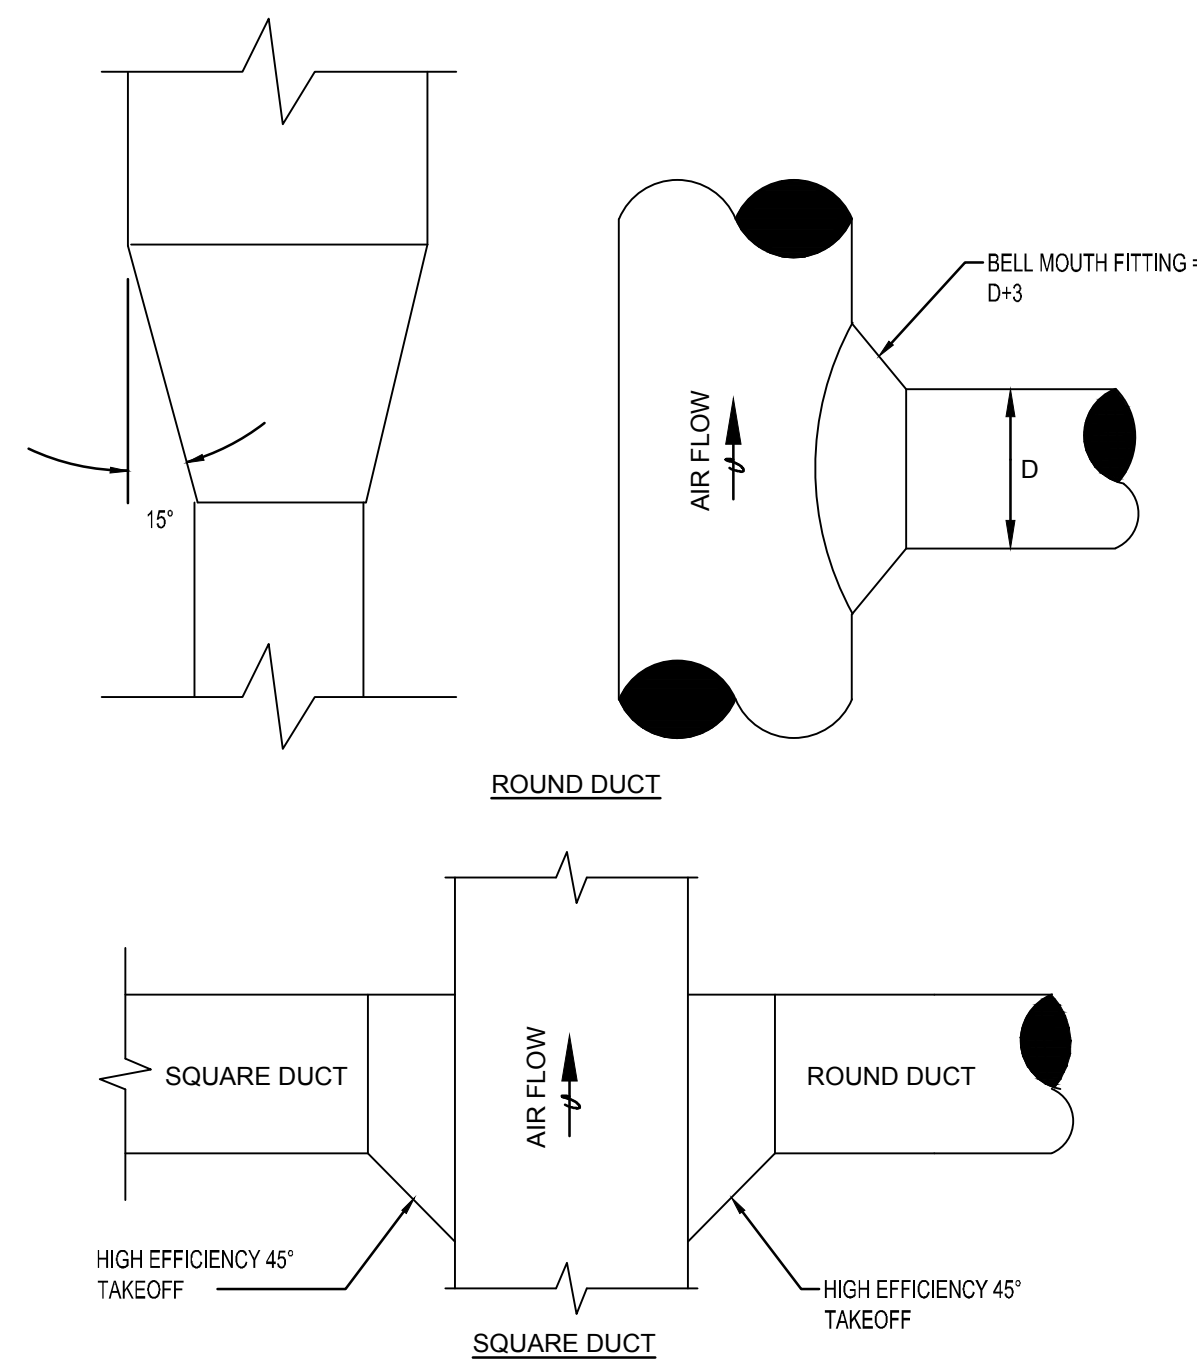 BELL MOUTH FITTING =
D+3
AIR FLOW
D
15°
ROUND DUCT
SQUARE DUCT
AIR FLOW
ROUND DUCT
HIGH EFFICIENCY 45°
TAKEOFF
HIGH EFFICIENCY 45°
TAKEOFF
SQUARE DUCT